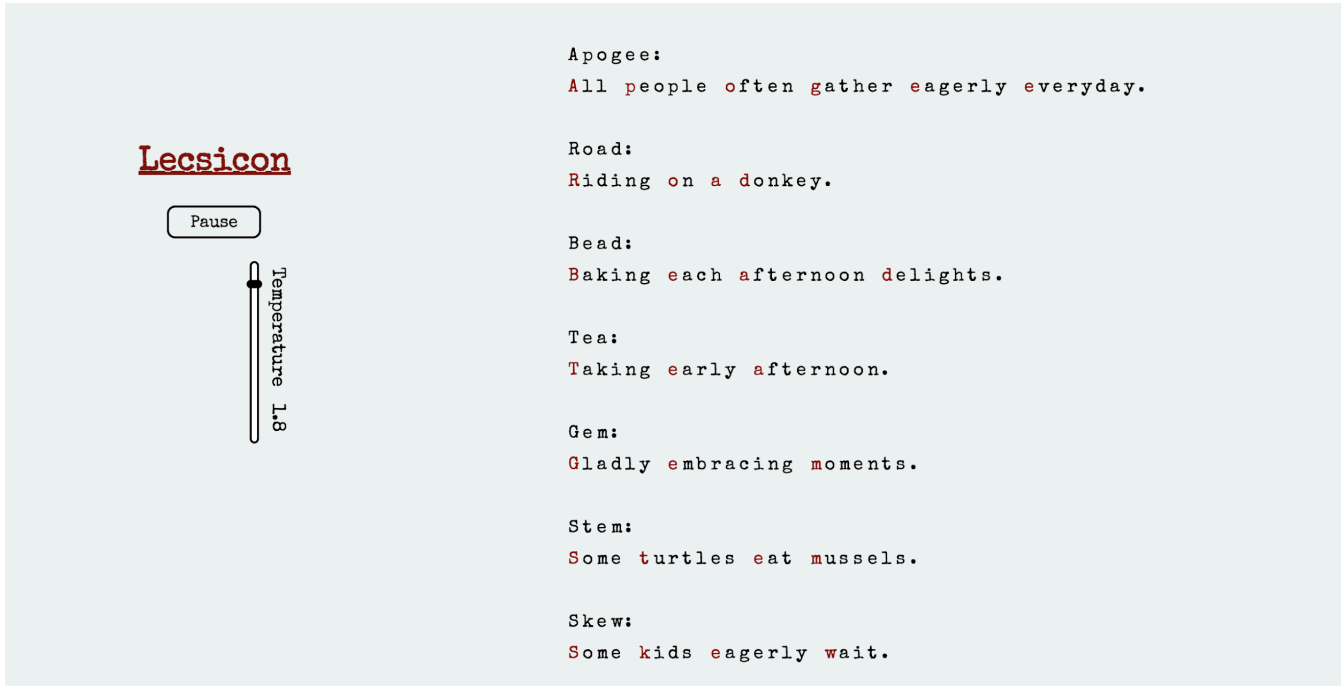 Lecsicon
Pause
Temperature 1.8
Apogee:
All people often gather eagerly everyday.
Road:
Riding on a donkey.
Bead:
Baking each afternoon delights.
Tea:
Taking early afternoon.
Gem:
Gladly embracing moments.
Stem:
Some turtles eat mussels.
Skew:
Some kids eagerly wait.